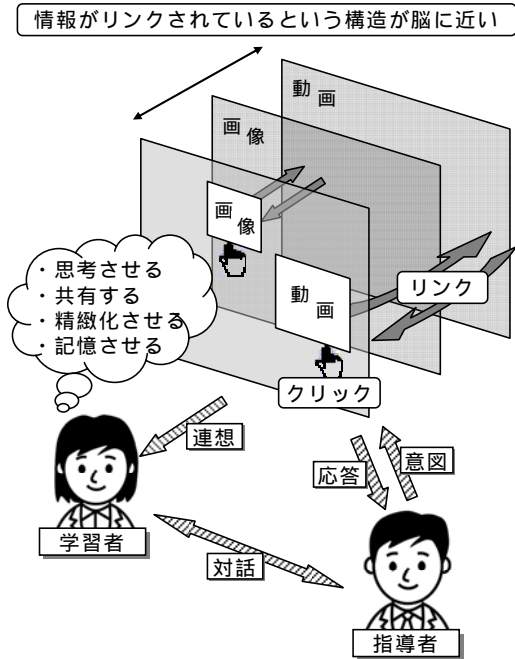 情報がリンクされているという構造が脳に近い
動画
画像
画像
動画
リンク
クリック
・思考させる
・共有する
・精緻化させる
・記憶させる
連想
応答
意図
学習者
対話
指導者